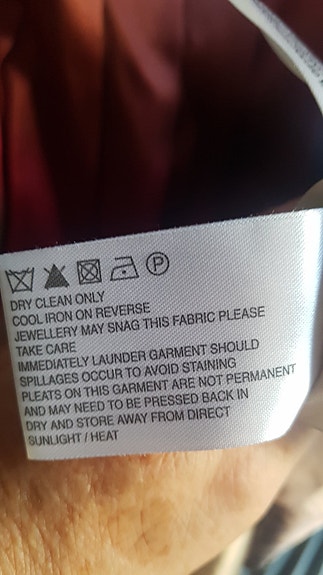 P
DRY CLEAN ONLY
COOL IRON ON REVERSE
JEWELLERY MAY SNAG THIS FABRIC PLEASE
TAKE CARE
IMMEDIATELY LAUNDER GARMENT SHOULD
SPILLAGES OCCUR TO AVOID STAINING
PLEATS ON THIS GARMENT ARE NOT PERMANENT
AND MAY NEED TO BE PRESSED BACK IN
DRY AND STORE AWAY FROM DIRECT
SUNLIGHT / HEAT